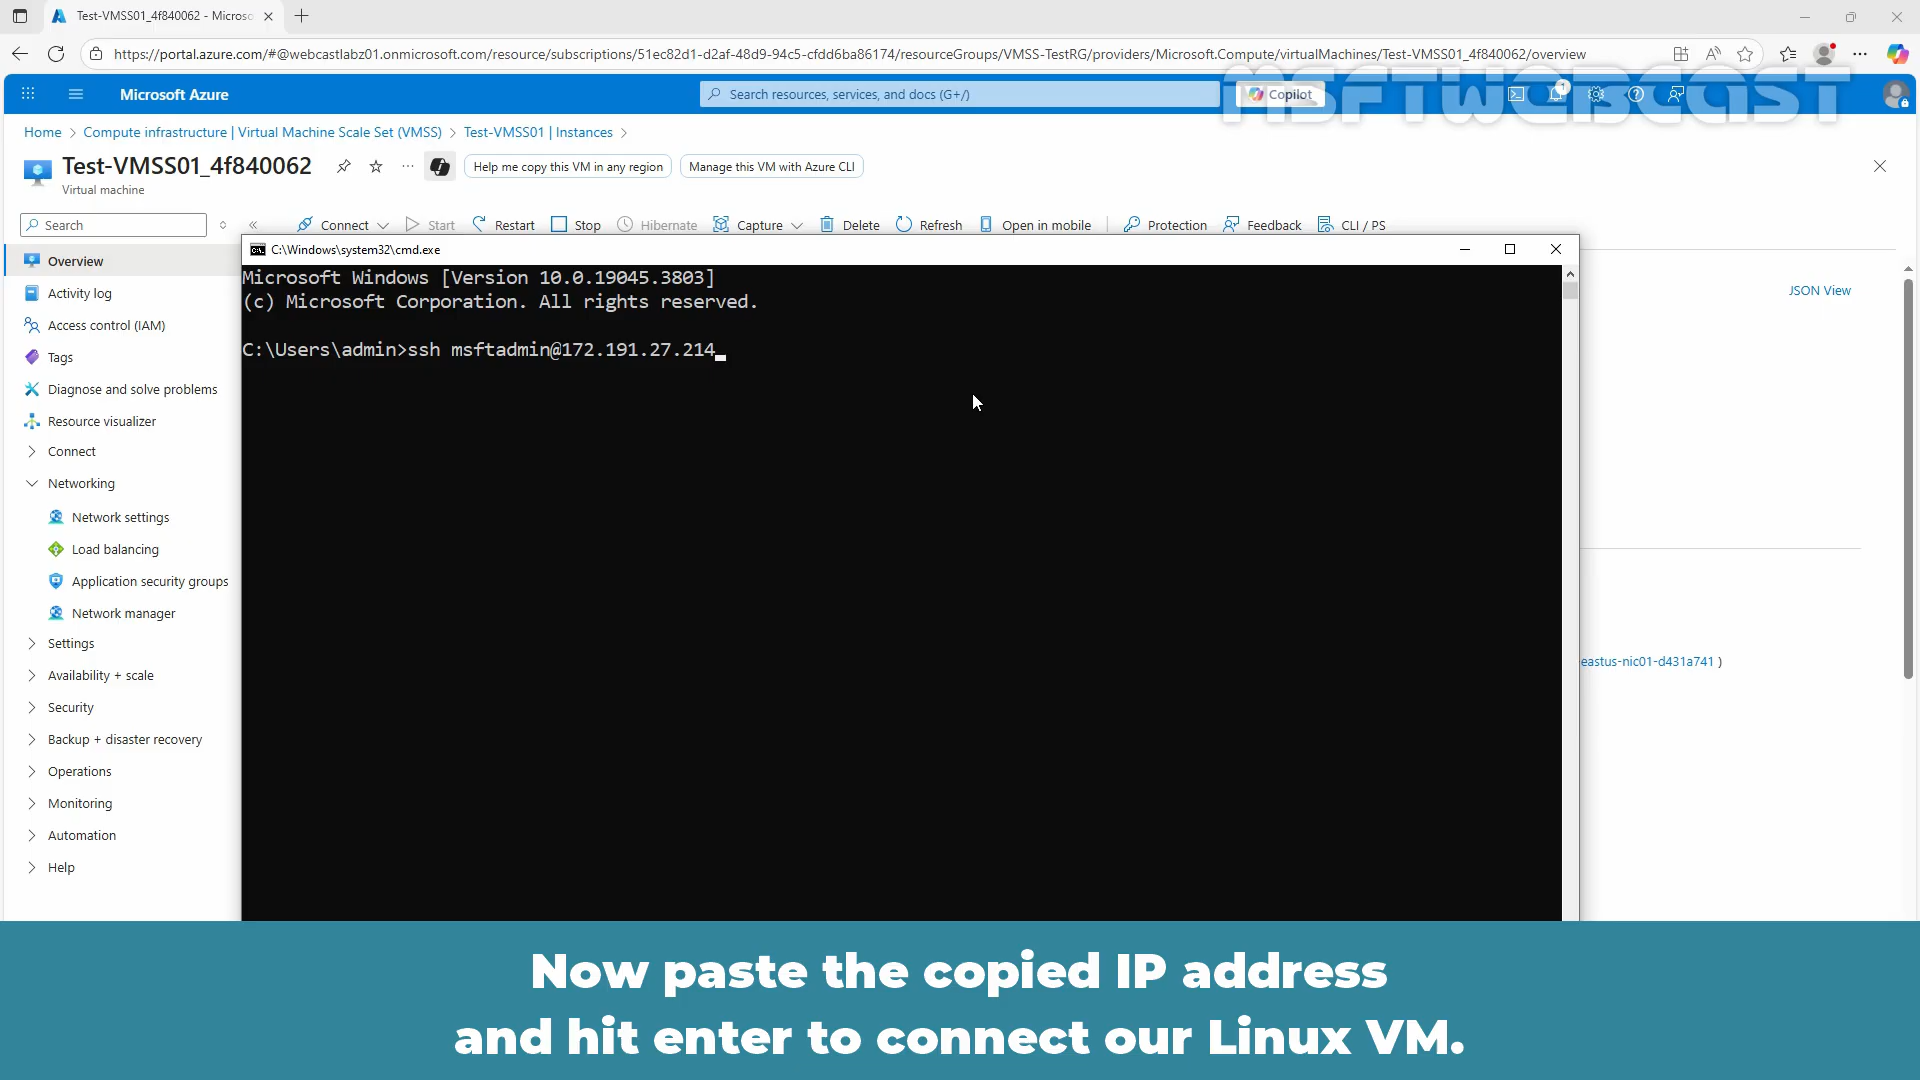 Test-VMSS01_4f840062 - Micros
https://portal.azure.com/#@webcastlabz01.onmicrosoft.com/resource/subscriptions/51ec82d1-d2af-48d9-94c5-cfdd6ba86174/resourceGroups/VMSS-TestRG/providers/Microsoft.Compute/virtualMachines/Test-VMSS01_4f840062/overview
Microsoft Azure
Search resources, services, and docs (G+/)
Copilot
1
MSFTWEBCAST
Home > Compute infrastructure | Virtual Machine Scale Set (VMSS) > Test-VMSS01 | Instances >
Test-VMSS01_4f840062
Help me copy this VM in any region
Manage this VM with Azure CLI
Virtual machine
Search
Connect
Start
Restart
Stop
Hibernate
Capture
Delete
Refresh
Open in mobile
Protection
Feedback
CLI / PS
Overview
Activity log
Access control (IAM)
Tags
Diagnose and solve problems
Resource visualizer
Connect
Networking
Network settings
Load balancing
Application security groups
Network manager
Settings
Availability + scale
Security
Backup + disaster recovery
Operations
Monitoring
Automation
Help
C:\Windows\system32\cmd.exe
Microsoft Windows [Version 10.0.19045.3803]
(c) Microsoft Corporation. All rights reserved.
C:\Users\admin>ssh msftadmin@172.191.27.214
JSON View
eastus-nic01-d431a741 )
Now paste the copied IP address
and hit enter to connect our Linux VM.